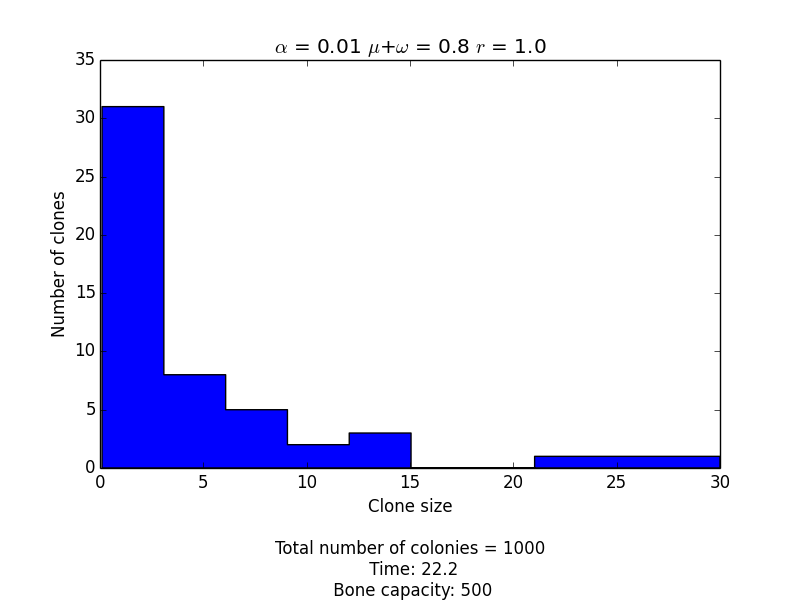 α = 0.01 μ+ω = 0.8 r = 1.0
35
30
25
20
15
10
5
0
Number of clones
0 5 10 15 20 25 30
Clone size
Total number of colonies = 1000
Time: 22.2
Bone capacity: 500